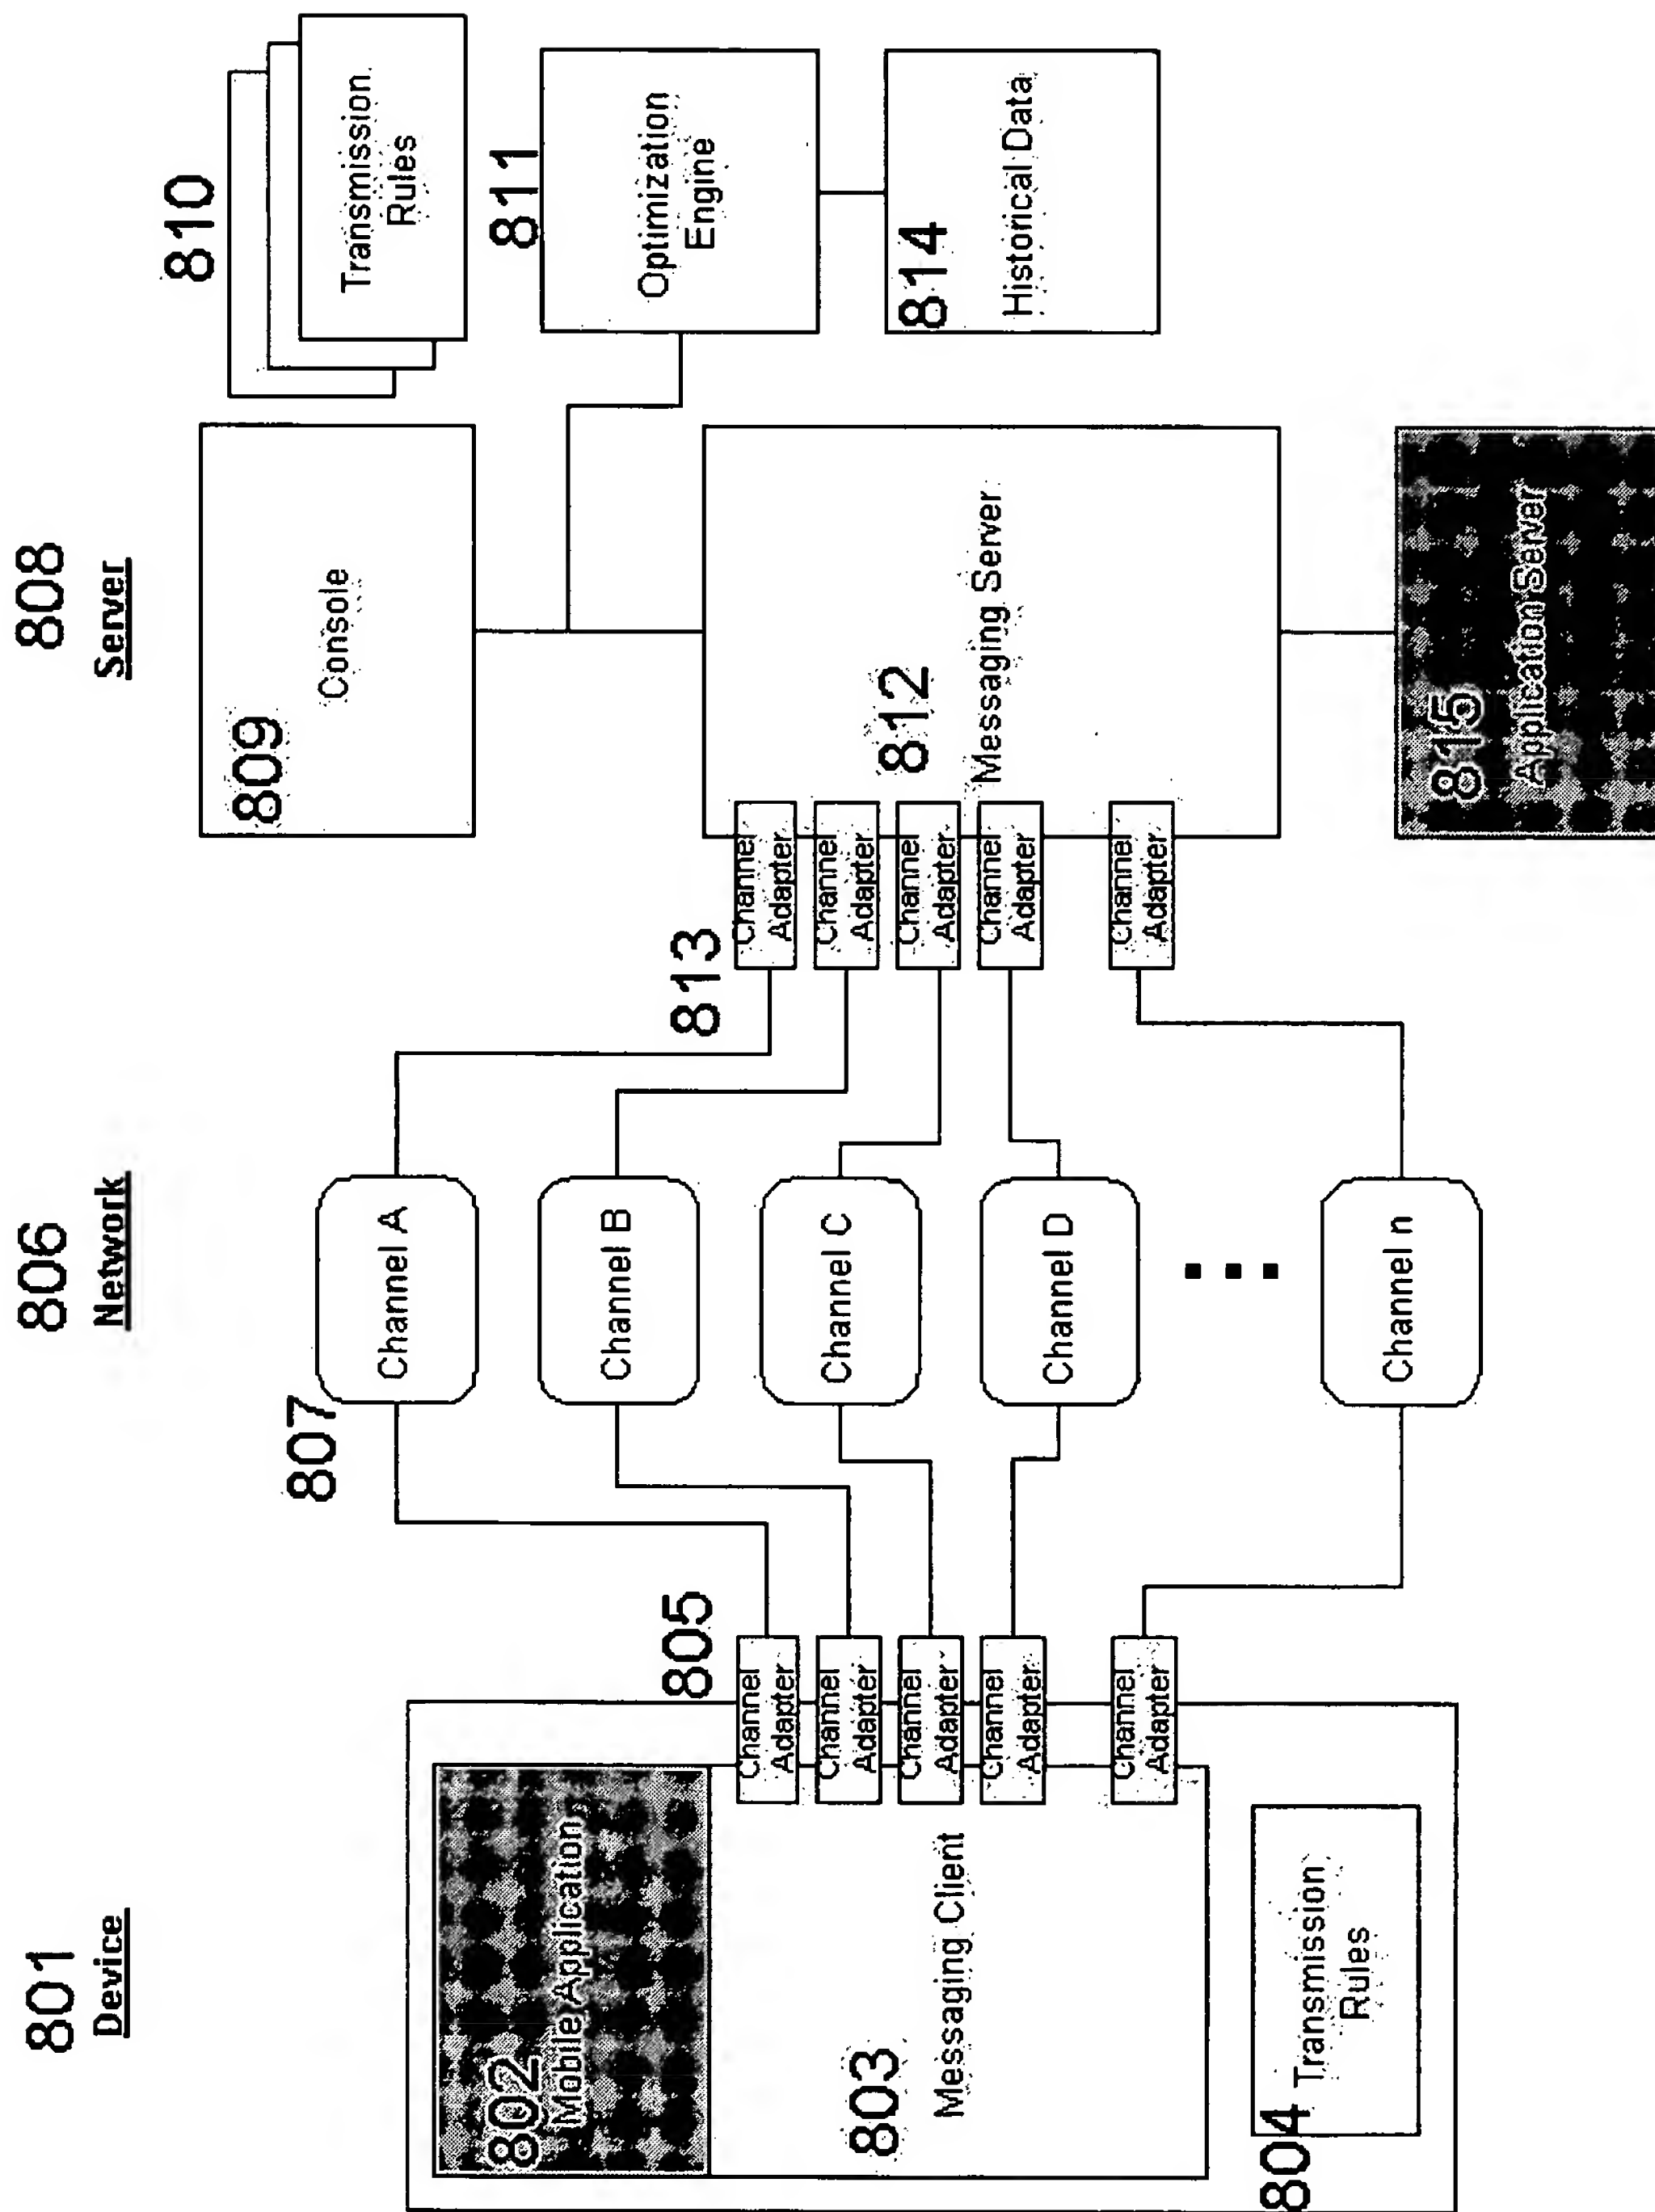 801
Device
806
Network
808
Server
802
Mobile Application
803
Messaging Client
804
Transmission
Rules
805
Channel
Adapter
Channel
Adapter
Channel
Adapter
Channel
Adapter
Channel
Adapter
807
Channel A
Channel B
Channel C
Channel D
Channel n
813
Channel
Adapter
Channel
Adapter
Channel
Adapter
Channel
Adapter
Channel
Adapter
809
Console
812
Messaging Server
815
Application Server
810
Transmission
Rules
811
Optimization
Engine
814
Historical Data